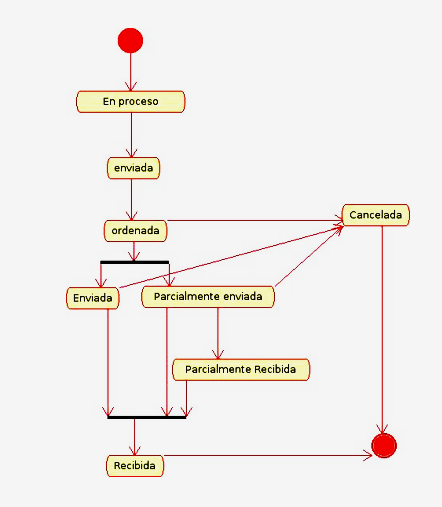 En proceso
enviada
ordenada
Cancelada
Enviada
Parcialmente enviada
Parcialmente Recibida
Recibida